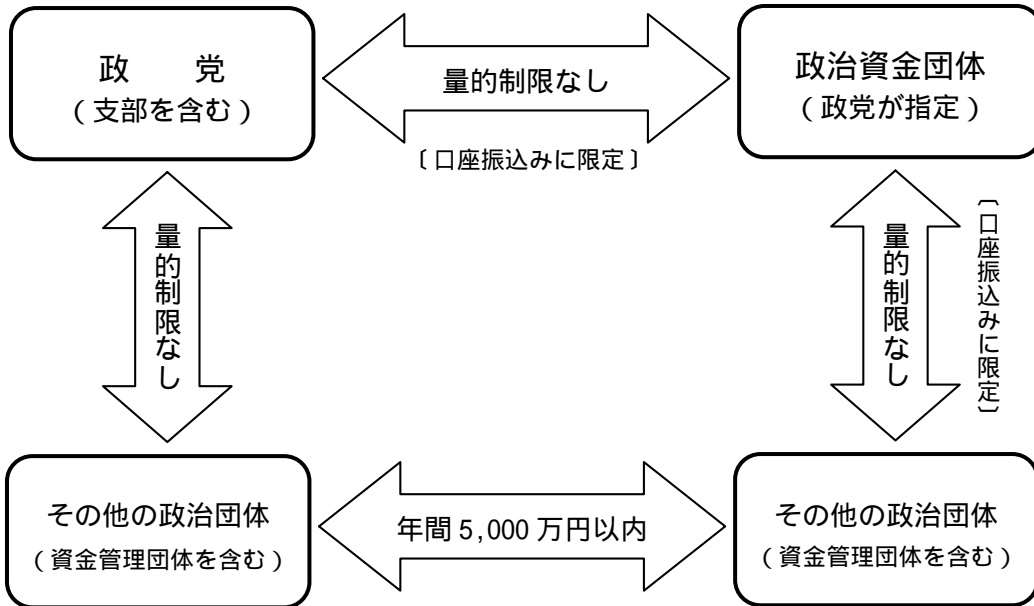 政　　党
（支部を含む）
量的制限なし
〔口座振込みに限定〕
政治資金団体
（政党が指定）
量的制限なし
量的制限なし
〔口座振込みに限定〕
その他の政治団体
（資金管理団体を含む）
年間5,000万円以内
その他の政治団体
（資金管理団体を含む）